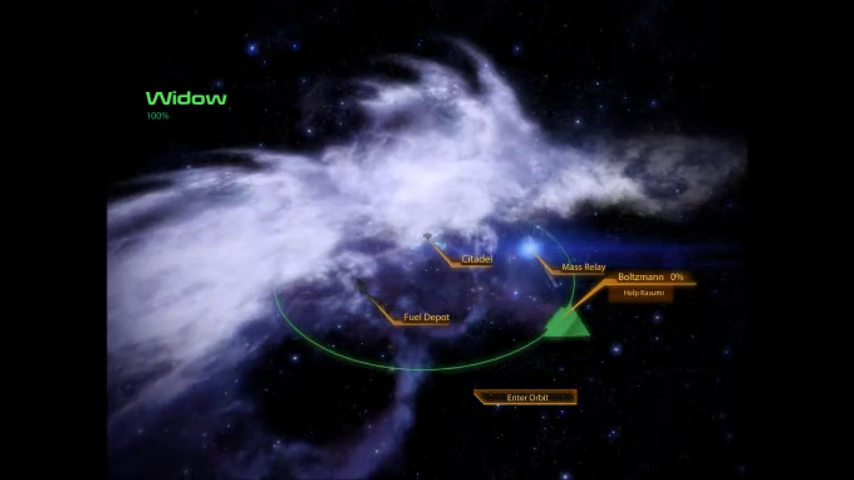 Widow
100%
Citadel
Mass Relay
Boltzmann 0%
Help Kasumi
Fuel Depot
Enter Orbit